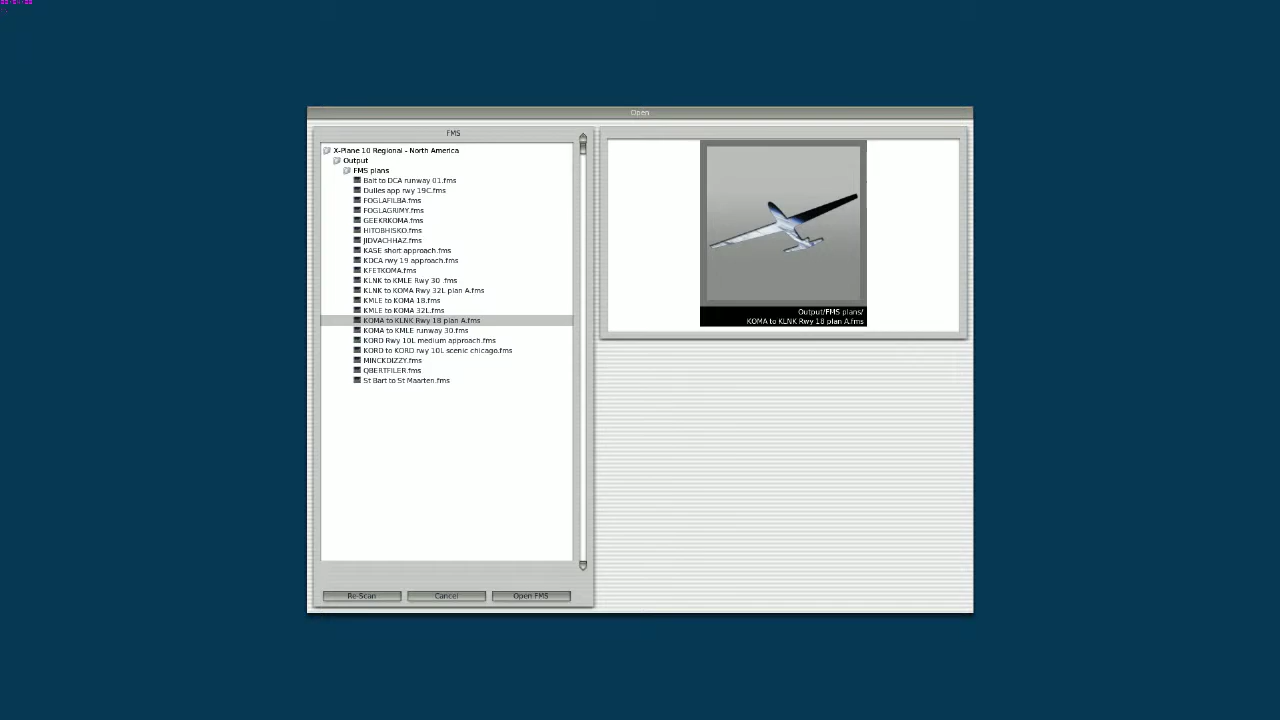 Open
FMS
X-Plane 10 Regional - North America
Output
FMS plans
Balt to DCA runway 01.fms
Dulles app rwy 19C.fms
FOGLAFILBA.fms
FOGLAGRIMY.fms
GEEKRKOMA.fms
HITOBHISKO.fms
JIDVACHHAZ.fms
KASE short approach.fms
KDCA rwy 19 approach.fms
KFETKOMA.fms
KLNK to KMLE Rwy 30 .fms
KLNK to KOMA Rwy 32L plan A.fms
KMLE to KOMA 18.fms
KMLE to KOMA 32L.fms
KOMA to KLNK Rwy 18 plan A.fms
KOMA to KMLE runway 30.fms
KORD Rwy 10L medium approach.fms
KORD to KORD rwy 10L scenic chicago.fms
MINCKDIZZY.fms
QBERTFILER.fms
St Bart to St Maarten.fms
Re-Scan
Cancel
Open FMS
Output/FMS plans/
KOMA to KLNK Rwy 18 plan A.fms